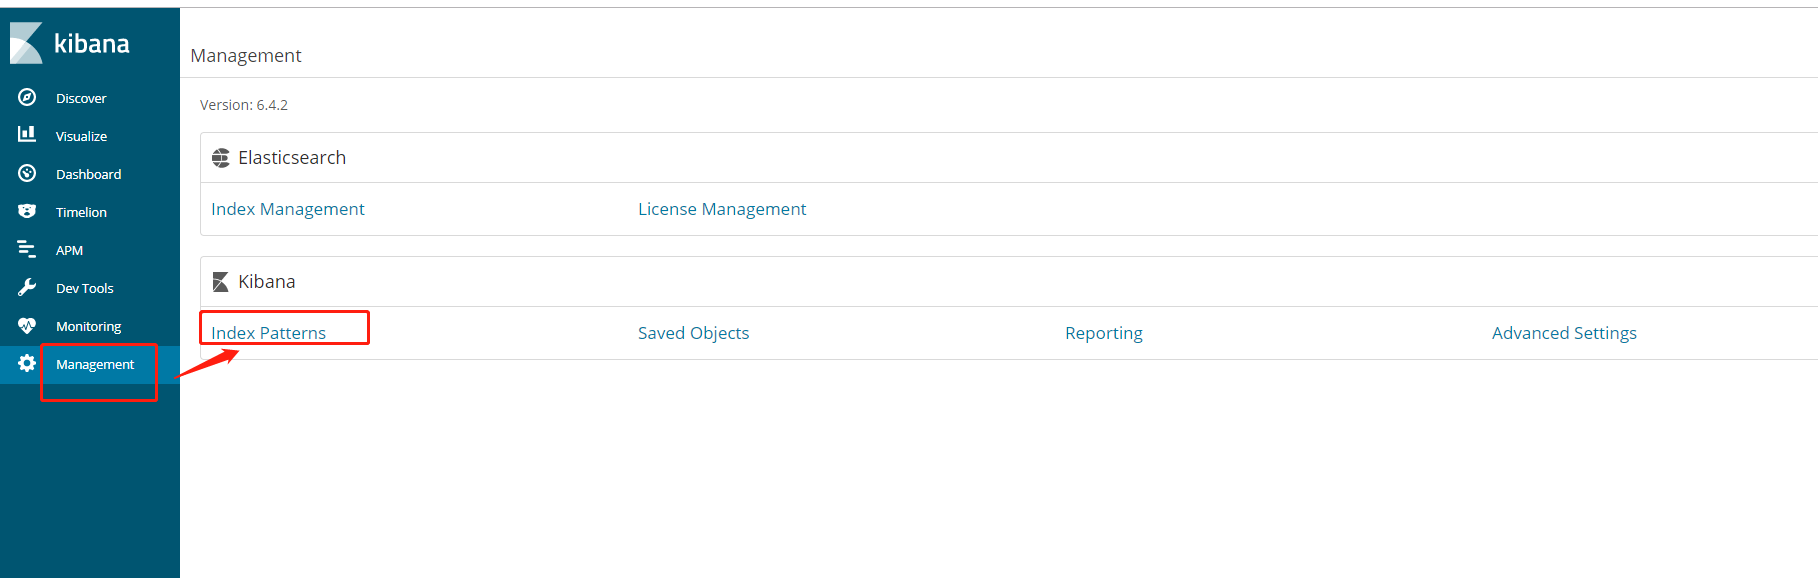 kibana
Discover
Visualize
Dashboard
Timelion
APM
Dev Tools
Monitoring
Management
Management
Version: 6.4.2
Elasticsearch
Index Management License Management
Kibana
Index Patterns Saved Objects Reporting Advanced Settings